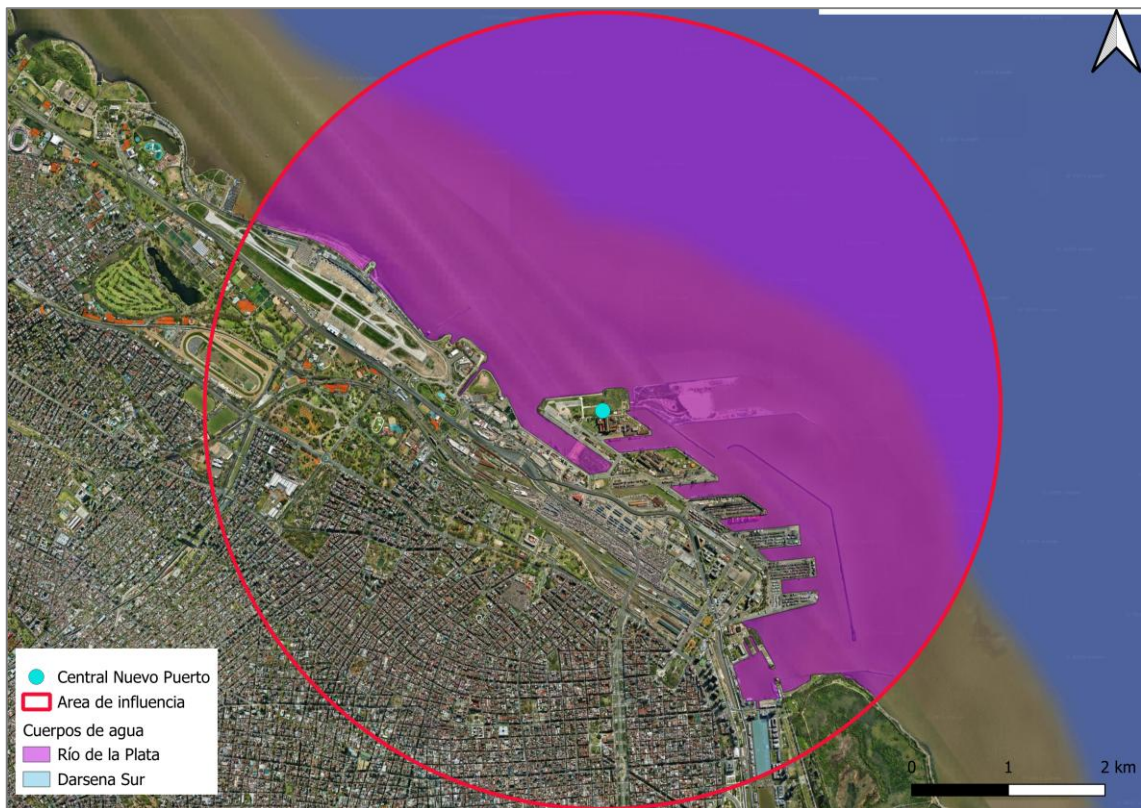 Central Nuevo Puerto
Area de influencia
Cuerpos de agua
Río de la Plata
Darsena Sur
0 1 2 km